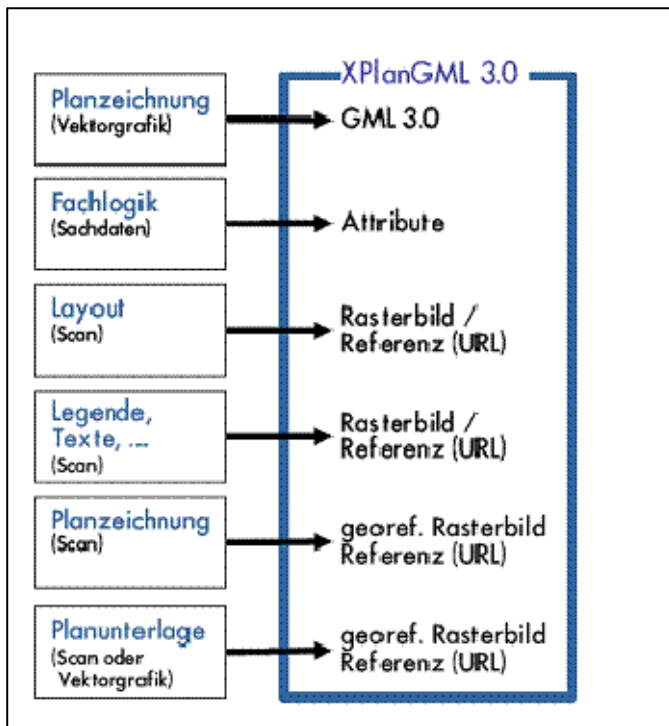 XPlanGML 3.0
Planzeichnung
(Vektorgrafik)
GML 3.0
Fachlogik
(Sachdaten)
Attribute
Layout
(Scan)
Rasterbild /
Referenz (URL)
Legende,
Texte, ....
(Scan)
Rasterbild /
Referenz (URL)
Planzeichnung
(Scan)
georef. Rasterbild
Referenz (URL)
Planunterlage
(Scan oder
Vektorgrafik)
georef. Rasterbild
Referenz (URL)